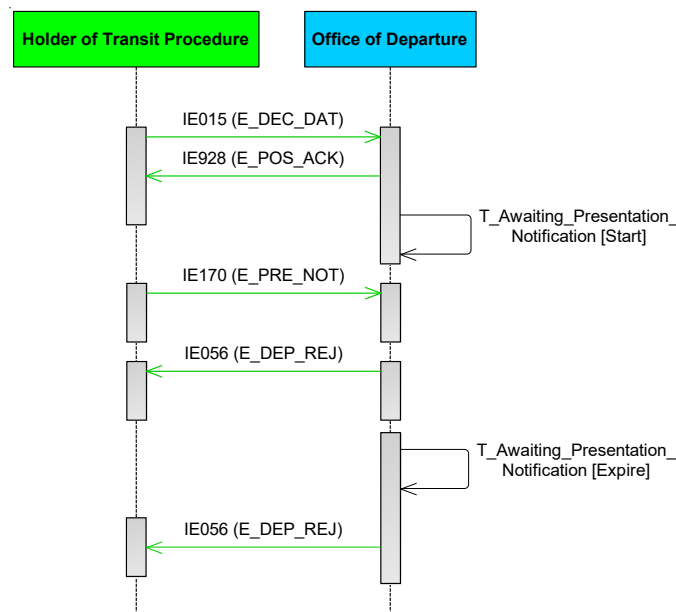 Holder of Transit Procedure
Office of Departure
IE015 (E_DEC_DAT)
IE928 (E_POS_ACK)
T_Awaiting_Presentation_
Notification [Start]
IE170 (E_PRE_NOT)
IE056 (E_DEP_REJ)
T_Awaiting_Presentation_
Notification [Expire]
IE056 (E_DEP_REJ)